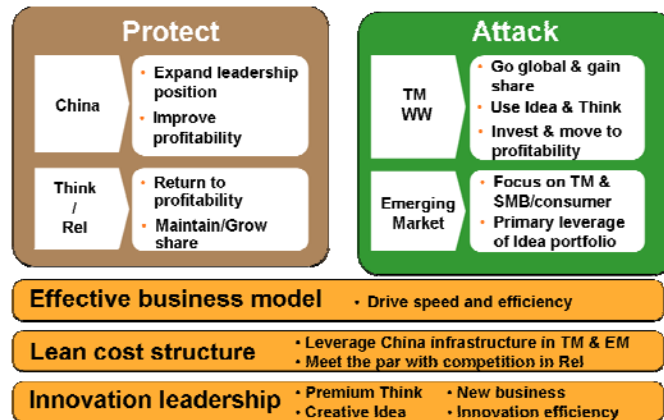 Protect
China
• Expand leadership
position
• Improve
profitability
Think
/
Rel
• Return to
profitability
• Maintain/Grow
share
Attack
TM
WW
• Go global & gain
share
• Use Idea & Think
• Invest & move to
profitability
Emerging
Market
• Focus on TM &
SMB/consumer
• Primary leverage
of Idea portfolio
Effective business model • Drive speed and efficiency
Lean cost structure
• Leverage China infrastructure in TM & EM
• Meet the par with competition in Rel
Innovation leadership
• Premium Think • New business
• Creative Idea • Innovation efficiency